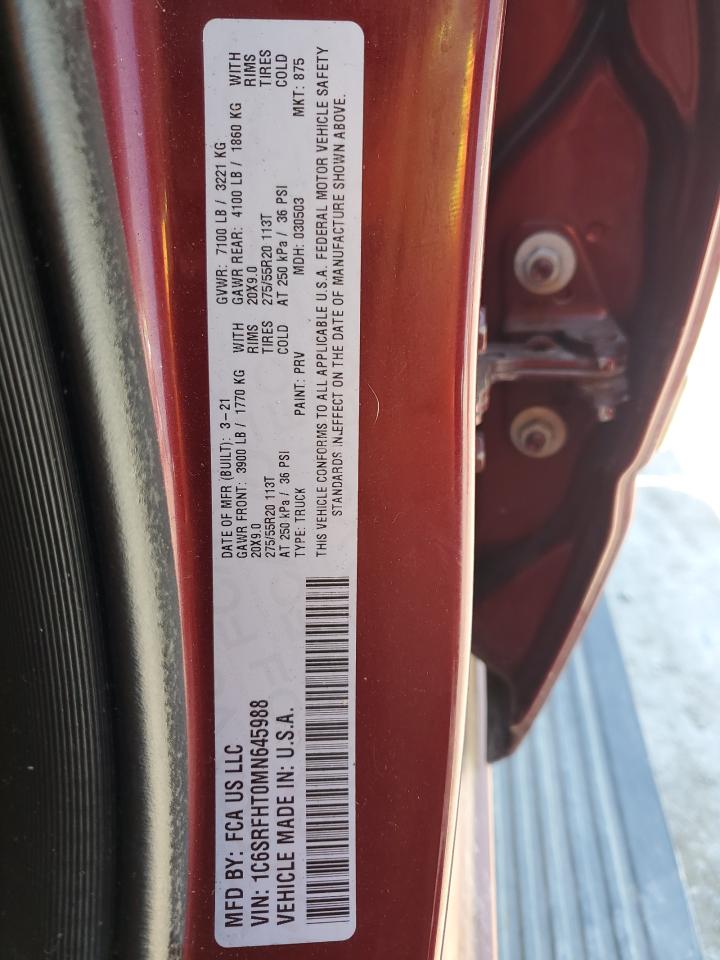 MFD BY: FCA US LLC
VIN: 1C6SRFHT0MN645988
VEHICLE MADE IN: U.S.A.
DATE OF MFR (BUILT): 3-21 GVWR: 7100 LB / 3221 KG
GAWR FRONT: 3900 LB / 1770 KG WITH GAWR REAR: 4100 LB / 1860 KG WITH
20X9.0 RIMS 20X9.0 RIMS
275/55R20 113T TIRES 275/55R20 113T TIRES
AT 250 kPa / 36 PSI COLD AT 250 kPa / 36 PSI COLD
TYPE: TRUCK PAINT: PRV MDH: 030503 MKT: 875
THIS VEHICLE CONFORMS TO ALL APPLICABLE U.S.A. FEDERAL MOTOR VEHICLE SAFETY
STANDARDS IN EFFECT ON THE DATE OF MANUFACTURE SHOWN ABOVE.